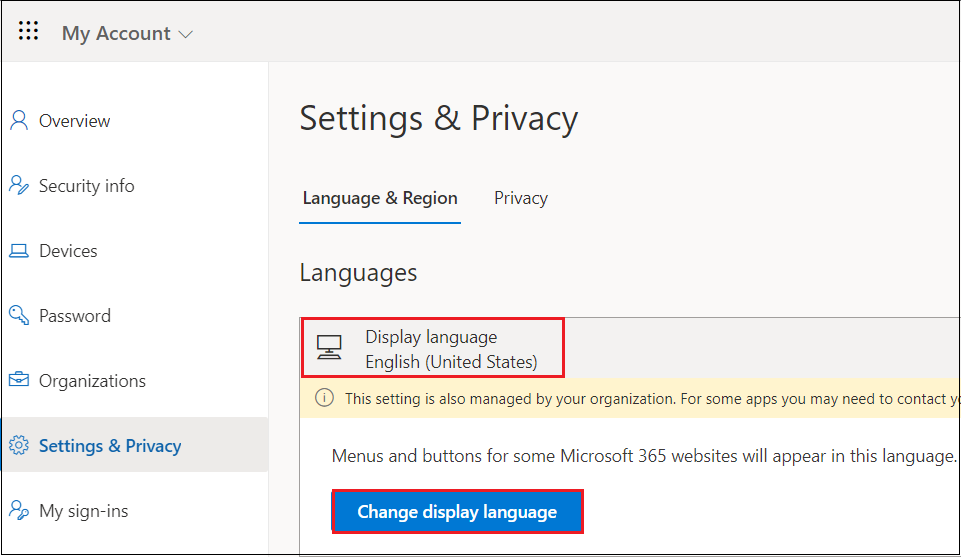 My Account
Overview
Security info
Devices
Password
Organizations
Settings & Privacy
My sign-ins
Settings & Privacy
Language & Region Privacy
Languages
Display language
English (United States)
This setting is also managed by your organization. For some apps you may need to contact
Menus and buttons for some Microsoft 365 websites will appear in this language.
Change display language